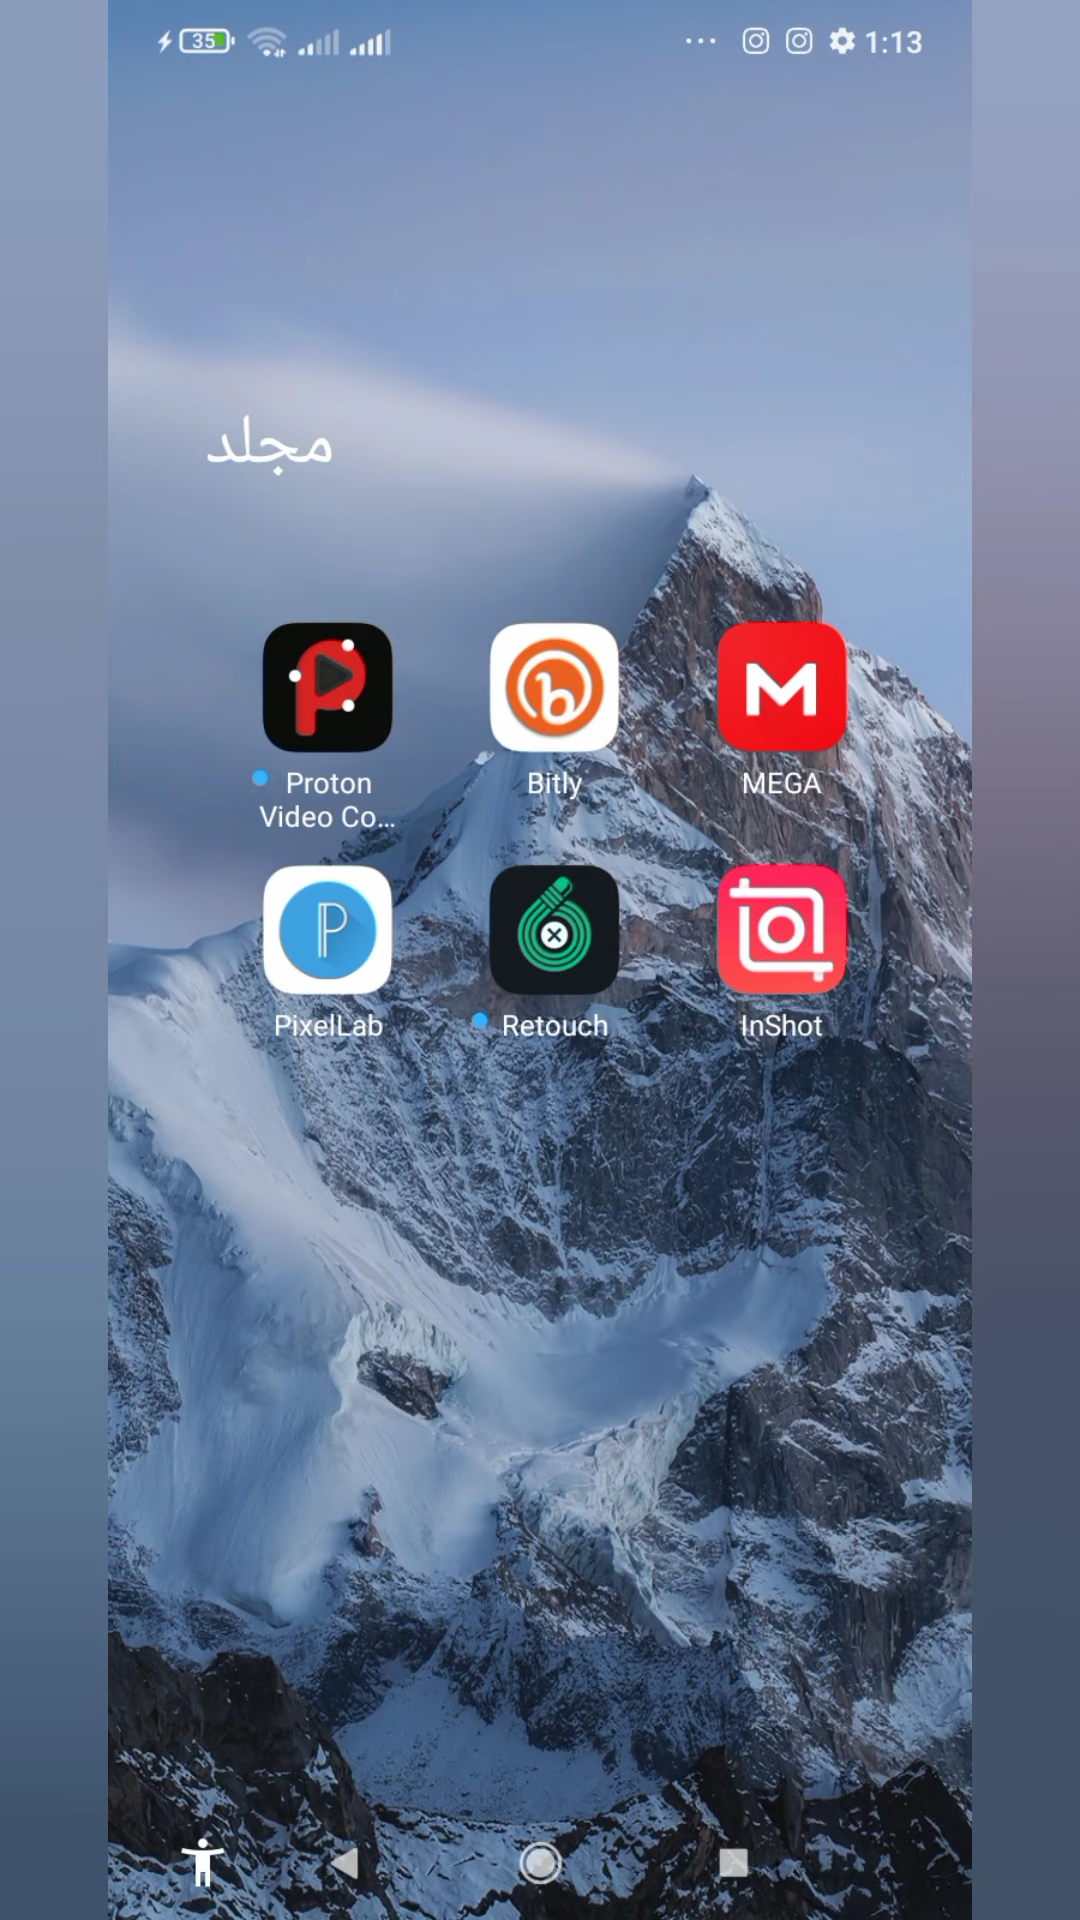 35
1:13
مجلد
Proton
Video Co...
Bitly
MEGA
PixelLab
Retouch
InShot